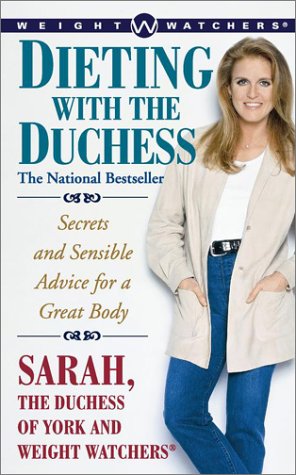 WEIGHT W WATCHERS®
DIETING
WITH THE
DUCHESS
The National Bestseller
Secrets
and Sensible
Advice for a
Great Body
SARAH,
THE DUCHESS
OF YORK AND
WEIGHT WATCHERS®